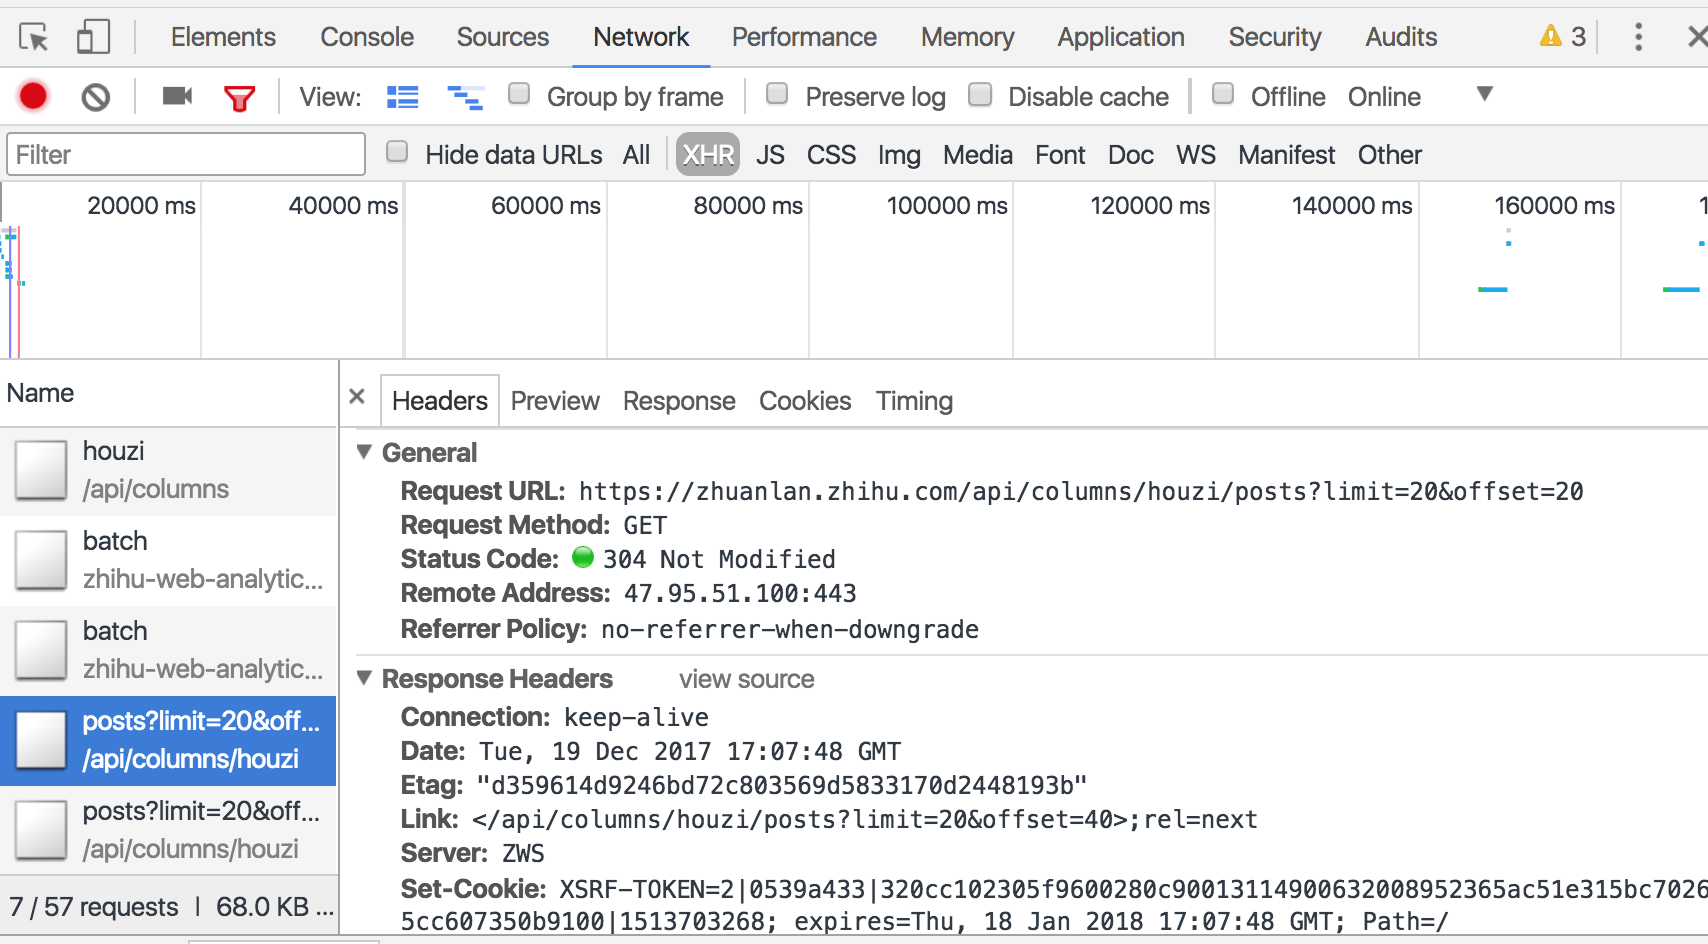 Elements Console Sources Network Performance Memory Application Security Audits 3
View: Group by frame Preserve log Disable cache Offline Online
Filter Hide data URLs All XHR JS CSS Img Media Font Doc WS Manifest Other
20000 ms 40000 ms 60000 ms 80000 ms 100000 ms 120000 ms 140000 ms 160000 ms 1
Name
houzi
/api/columns
batch
zhihu-web-analytic...
batch
zhihu-web-analytic...
posts?limit=20&off...
/api/columns/houzi
posts?limit=20&off...
/api/columns/houzi
7 / 57 requests | 68.0 KB ...
Headers Preview Response Cookies Timing
General
Request URL: https://zhuanlan.zhihu.com/api/columns/houzi/posts?limit=20&offset=20
Request Method: GET
Status Code: 304 Not Modified
Remote Address: 47.95.51.100:443
Referrer Policy: no-referrer-when-downgrade
Response Headers view source
Connection: keep-alive
Date: Tue, 19 Dec 2017 17:07:48 GMT
Etag: "d359614d9246bd72c803569d5833170d2448193b"
Link: </api/columns/houzi/posts?limit=20&offset=40>;rel=next
Server: ZWS
Set-Cookie: XSRF-TOKEN=2|0539a433|320cc102305f9600280c90013114900632008952365ac51e315bc7026
5cc607350b9100|1513703268; expires=Thu, 18 Jan 2018 17:07:48 GMT; Path=/